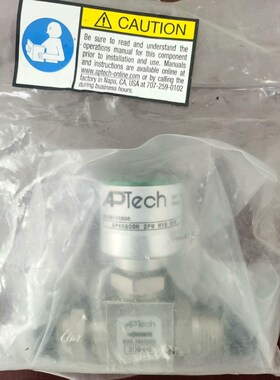 CAUTION
Be sure to read and understand the
operations manual for this component
prior to installation and use. Manuals
and instructions are available online at
www.aptech-online.com or by calling the
factory in Napa, CA, USA at 707-259-0102
during business hours.
APTech